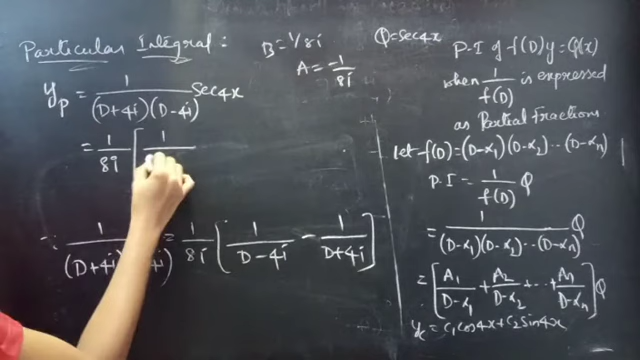 Particular Integral :
B = 1/8i
A = -1/8i
Q = sec4x
y_p = 1/((D+4i)(D-4i)) sec4x
= 1/8i [ 1
∴ 1/((D+4i)( 4i)) = 1/8i [ 1/(D-4i) - 1/(D+4i) ]
P.I of f(D)y = Q(x)
when 1/f(D) is expressed
as Partial Fractions
let f(D) = (D-α₁)(D-α₂)...(D-αₙ)
P.I = 1/f(D) Q
= 1/((D-α₁)(D-α₂)...(D-αₙ)) Q
= [ A₁/(D-α₁) + A₂/(D-α₂) + ... + Aₙ/(D-αₙ) ] Q
y_c = c₁cos4x + c₂sin4x